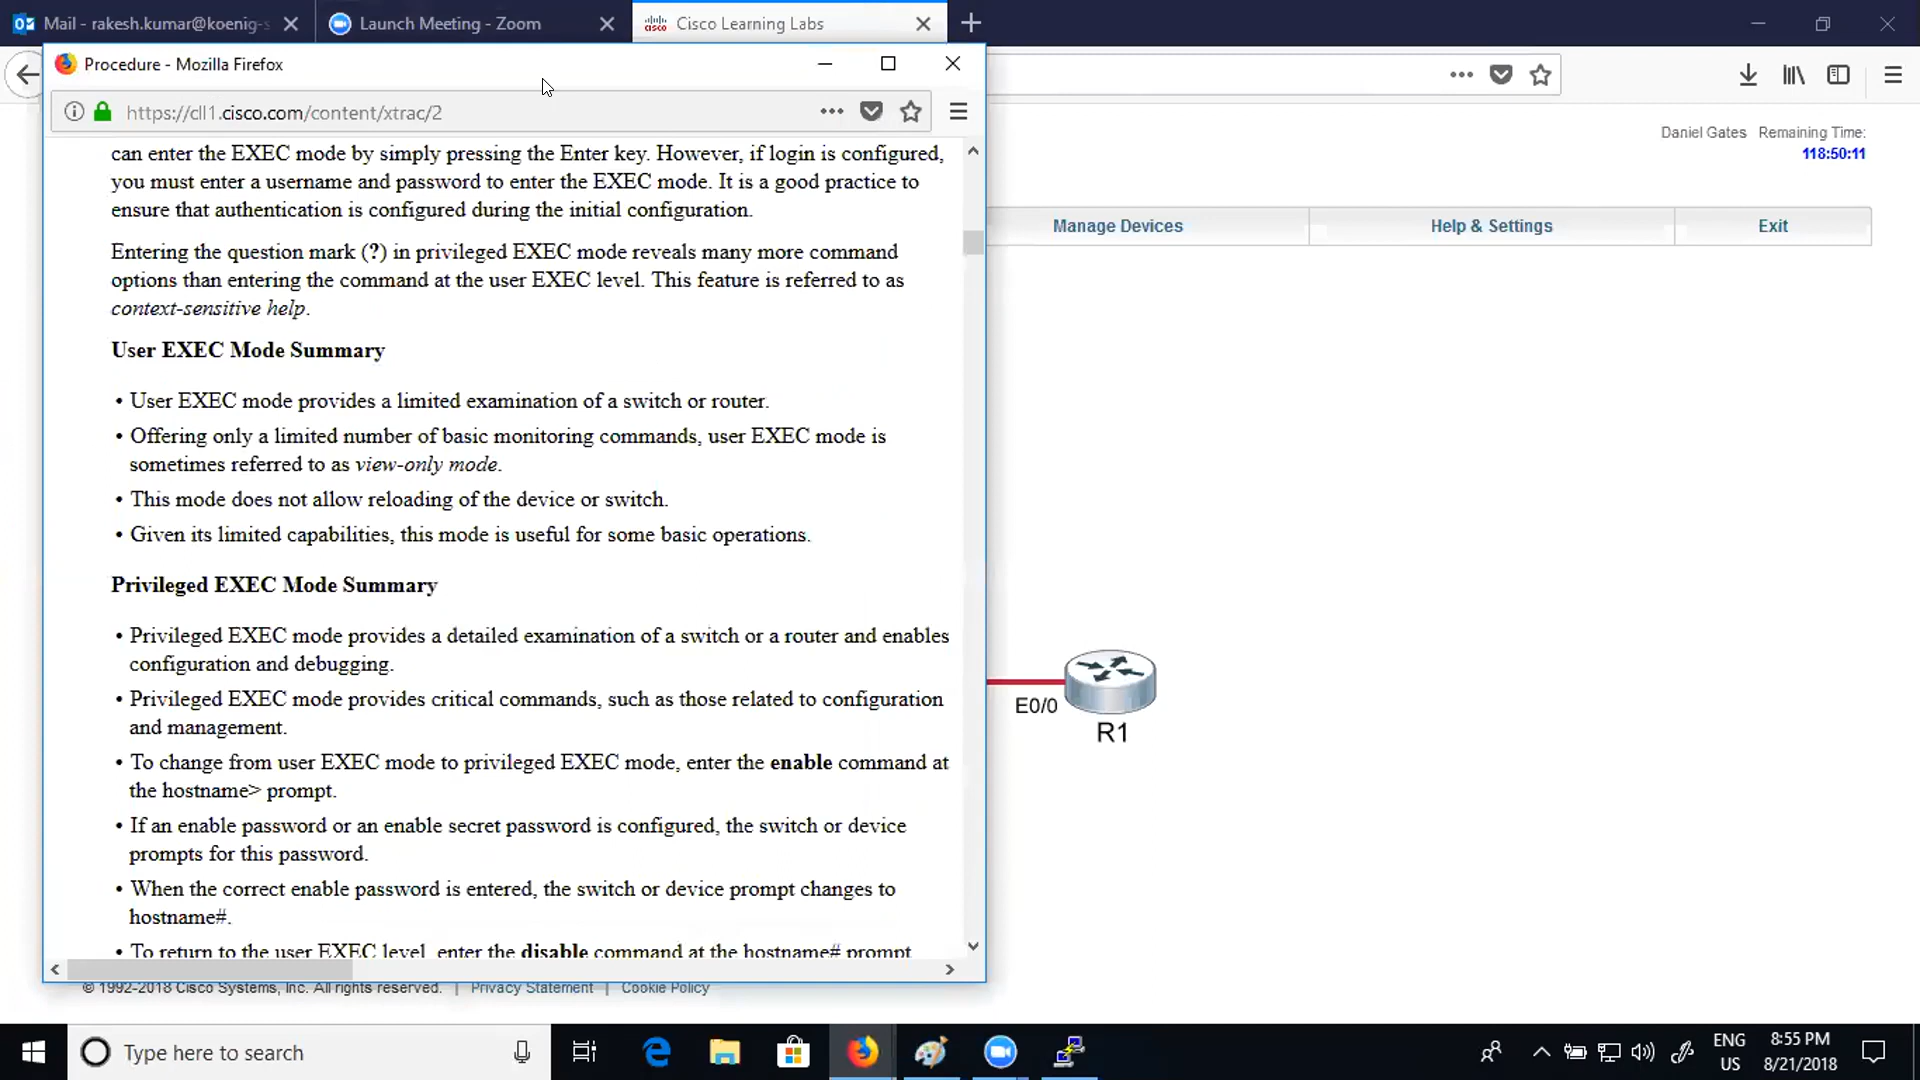 Mail - rakesh.kumar@koenig-s
Launch Meeting - Zoom
Cisco Learning Labs
Procedure - Mozilla Firefox
https://cll1.cisco.com/content/xtrac/2
Daniel Gates Remaining Time:
118:50:11
Manage Devices
Help & Settings
Exit
can enter the EXEC mode by simply pressing the Enter key. However, if login is configured,
you must enter a username and password to enter the EXEC mode. It is a good practice to
ensure that authentication is configured during the initial configuration.
Entering the question mark (?) in privileged EXEC mode reveals many more command
options than entering the command at the user EXEC level. This feature is referred to as
context-sensitive help.
User EXEC Mode Summary
• User EXEC mode provides a limited examination of a switch or router.
• Offering only a limited number of basic monitoring commands, user EXEC mode is
sometimes referred to as view-only mode.
• This mode does not allow reloading of the device or switch.
• Given its limited capabilities, this mode is useful for some basic operations.
Privileged EXEC Mode Summary
• Privileged EXEC mode provides a detailed examination of a switch or a router and enables
configuration and debugging.
• Privileged EXEC mode provides critical commands, such as those related to configuration
and management.
• To change from user EXEC mode to privileged EXEC mode, enter the enable command at
the hostname> prompt.
• If an enable password or an enable secret password is configured, the switch or device
prompts for this password.
• When the correct enable password is entered, the switch or device prompt changes to
hostname#.
• To return to the user EXEC level, enter the disable command at the hostname# prompt
E0/0
R1
© 1992-2018 Cisco Systems, Inc. All rights reserved. | Privacy Statement | Cookie Policy
Type here to search
ENG
US
8:55 PM
8/21/2018